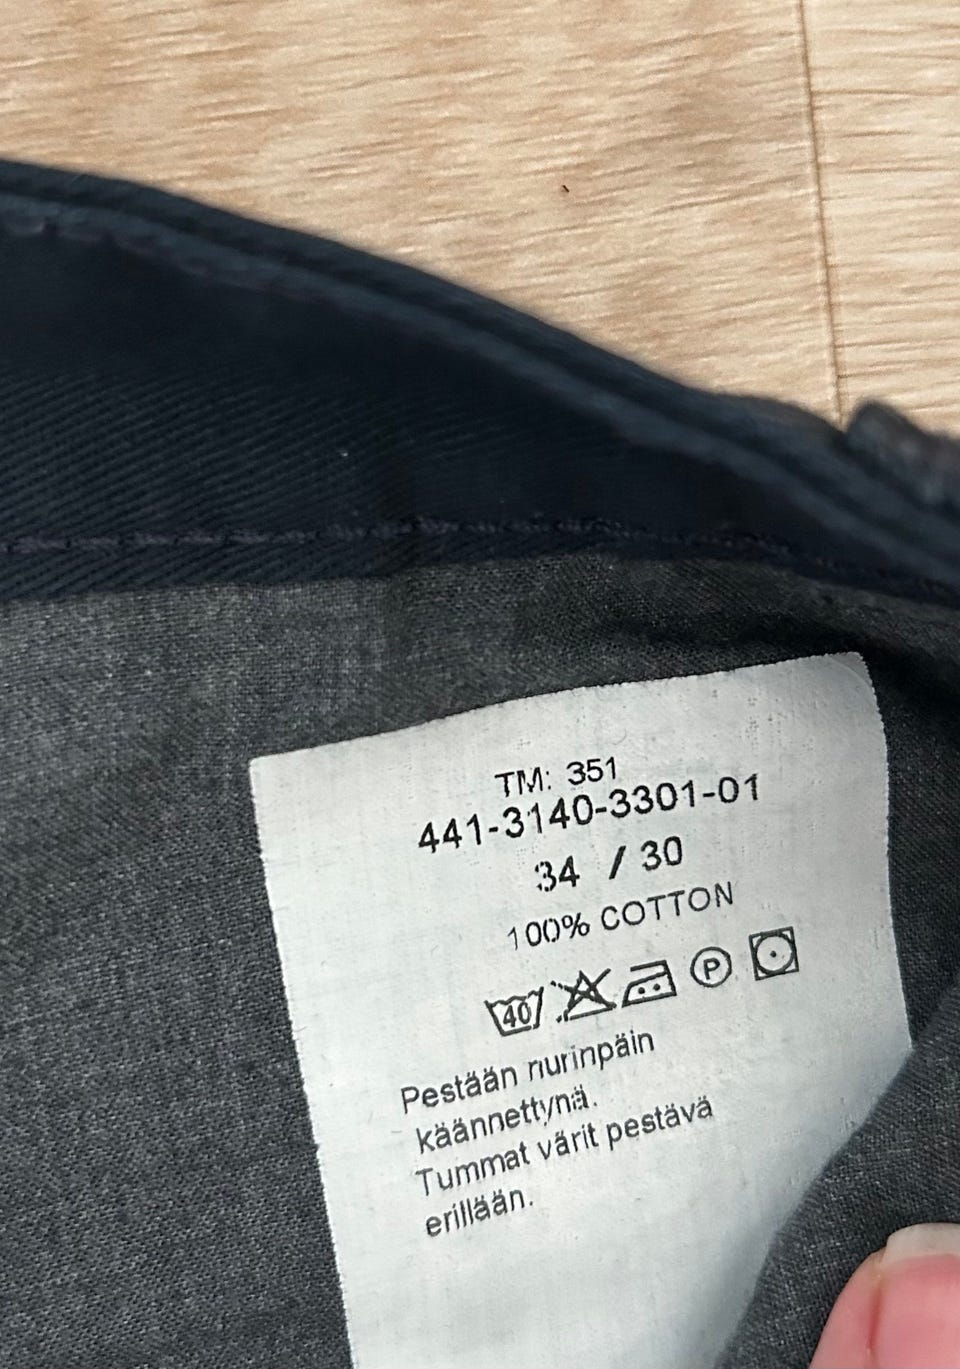 TM: 351
441-3140-3301-01
34 / 30
100% COTTON
40 P
Pestään nurinpäin
käännettynä.
Tummat värit pestävä
erillään.